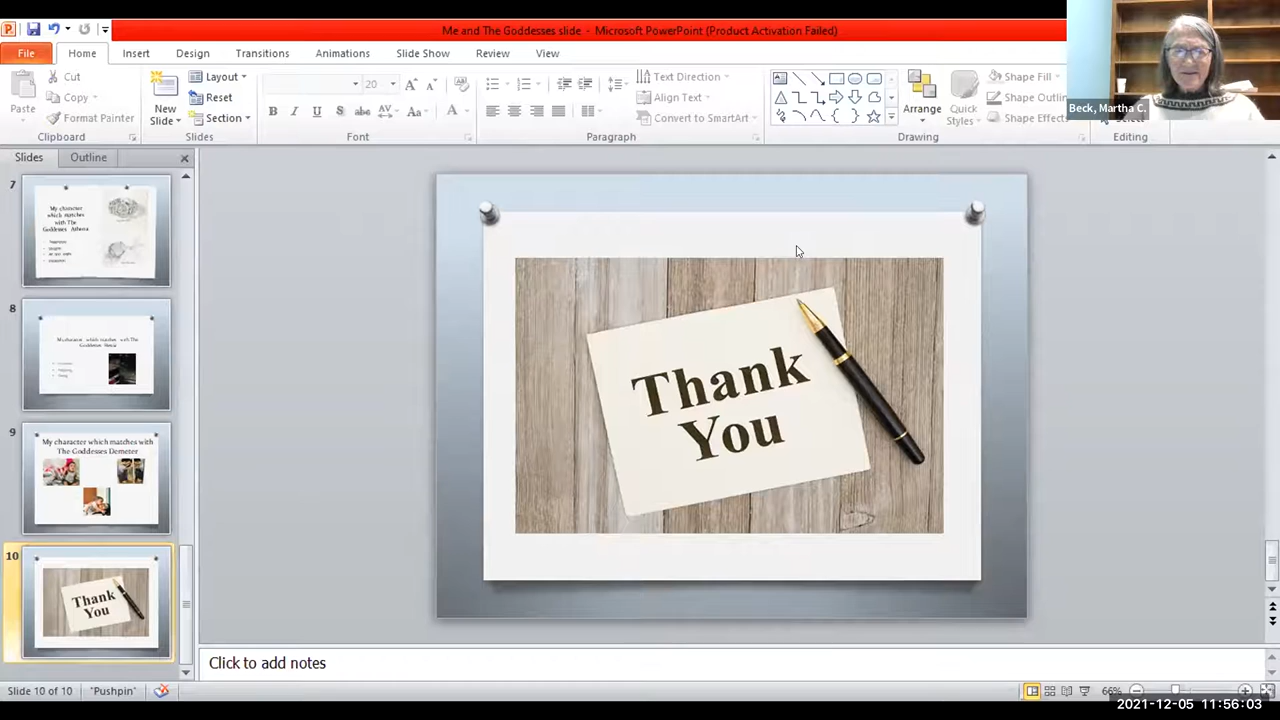 Me and The Goddesses slide - Microsoft PowerPoint (Product Activation Failed)
File Home Insert Design Transitions Animations Slide Show Review View
Paste
Cut
Copy
Format Painter
Clipboard
New
Slide
Layout
Reset
Section
Slides
20
Font
Text Direction
Align Text
Convert to SmartArt
Paragraph
Arrange
Quick
Styles
Shape Fill
Shape Outline
Shape Effects
Drawing
Editing
Beck, Martha C.
Slides Outline
7
My character
which matches
with The
Goddesses Athena
8
9
My character which matches with
The Goddesses Demeter
10
Thank
You
Thank
You
Click to add notes
Slide 10 of 10 "Pushpin"
66%
2021-12-05 11:56:03